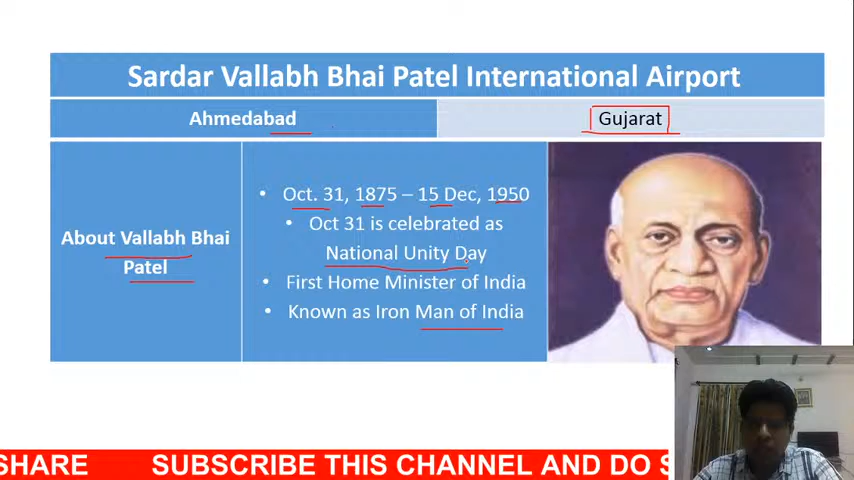 Sardar Vallabh Bhai Patel International Airport
Ahmedabad
Gujarat
About Vallabh Bhai
Patel
• Oct. 31, 1875 – 15 Dec, 1950
• Oct 31 is celebrated as
National Unity Day
• First Home Minister of India
• Known as Iron Man of India
SHARE SUBSCRIBE THIS CHANNEL AND DO S